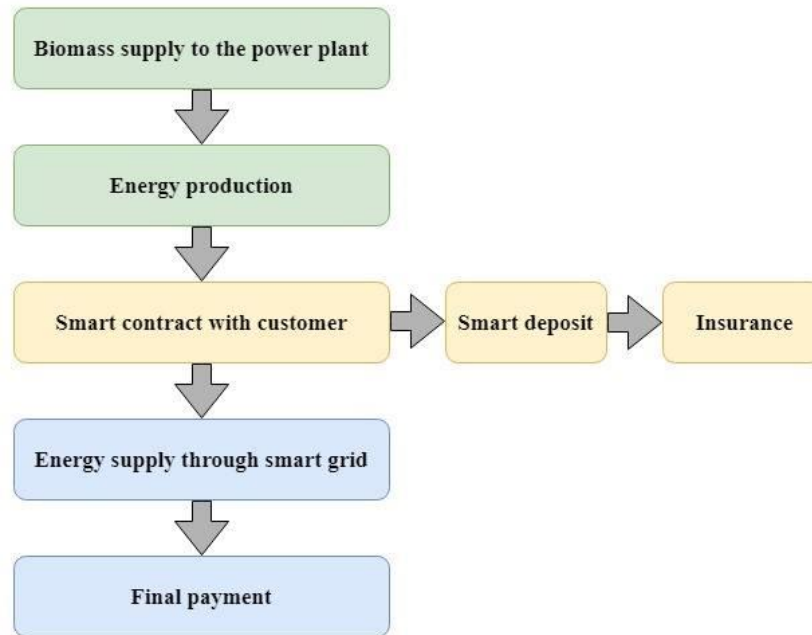 Biomass supply to the power plant
Energy production
Smart contract with customer
Smart deposit
Insurance
Energy supply through smart grid
Final payment